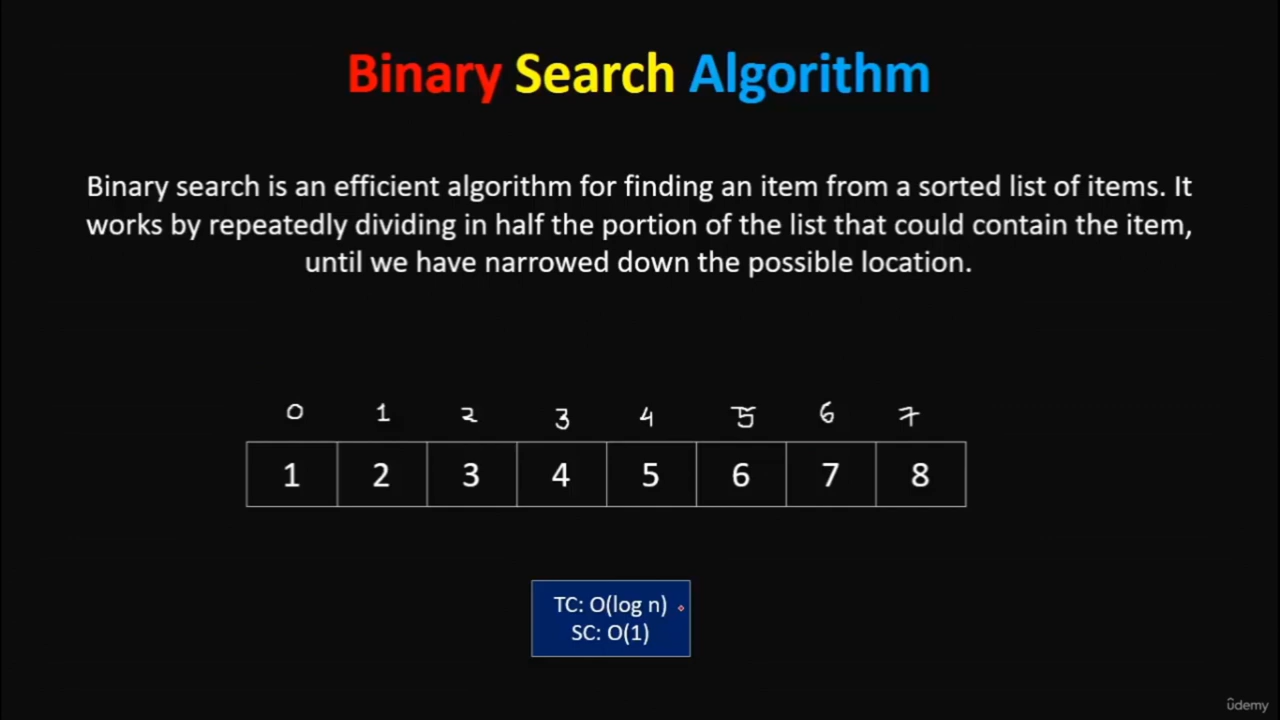 Binary Search Algorithm
Binary search is an efficient algorithm for finding an item from a sorted list of items. It
works by repeatedly dividing in half the portion of the list that could contain the item,
until we have narrowed down the possible location.
0 1 2 3 4 5 6 7
1 2 3 4 5 6 7 8
TC: O(log n)
SC: O(1)
ûdemy